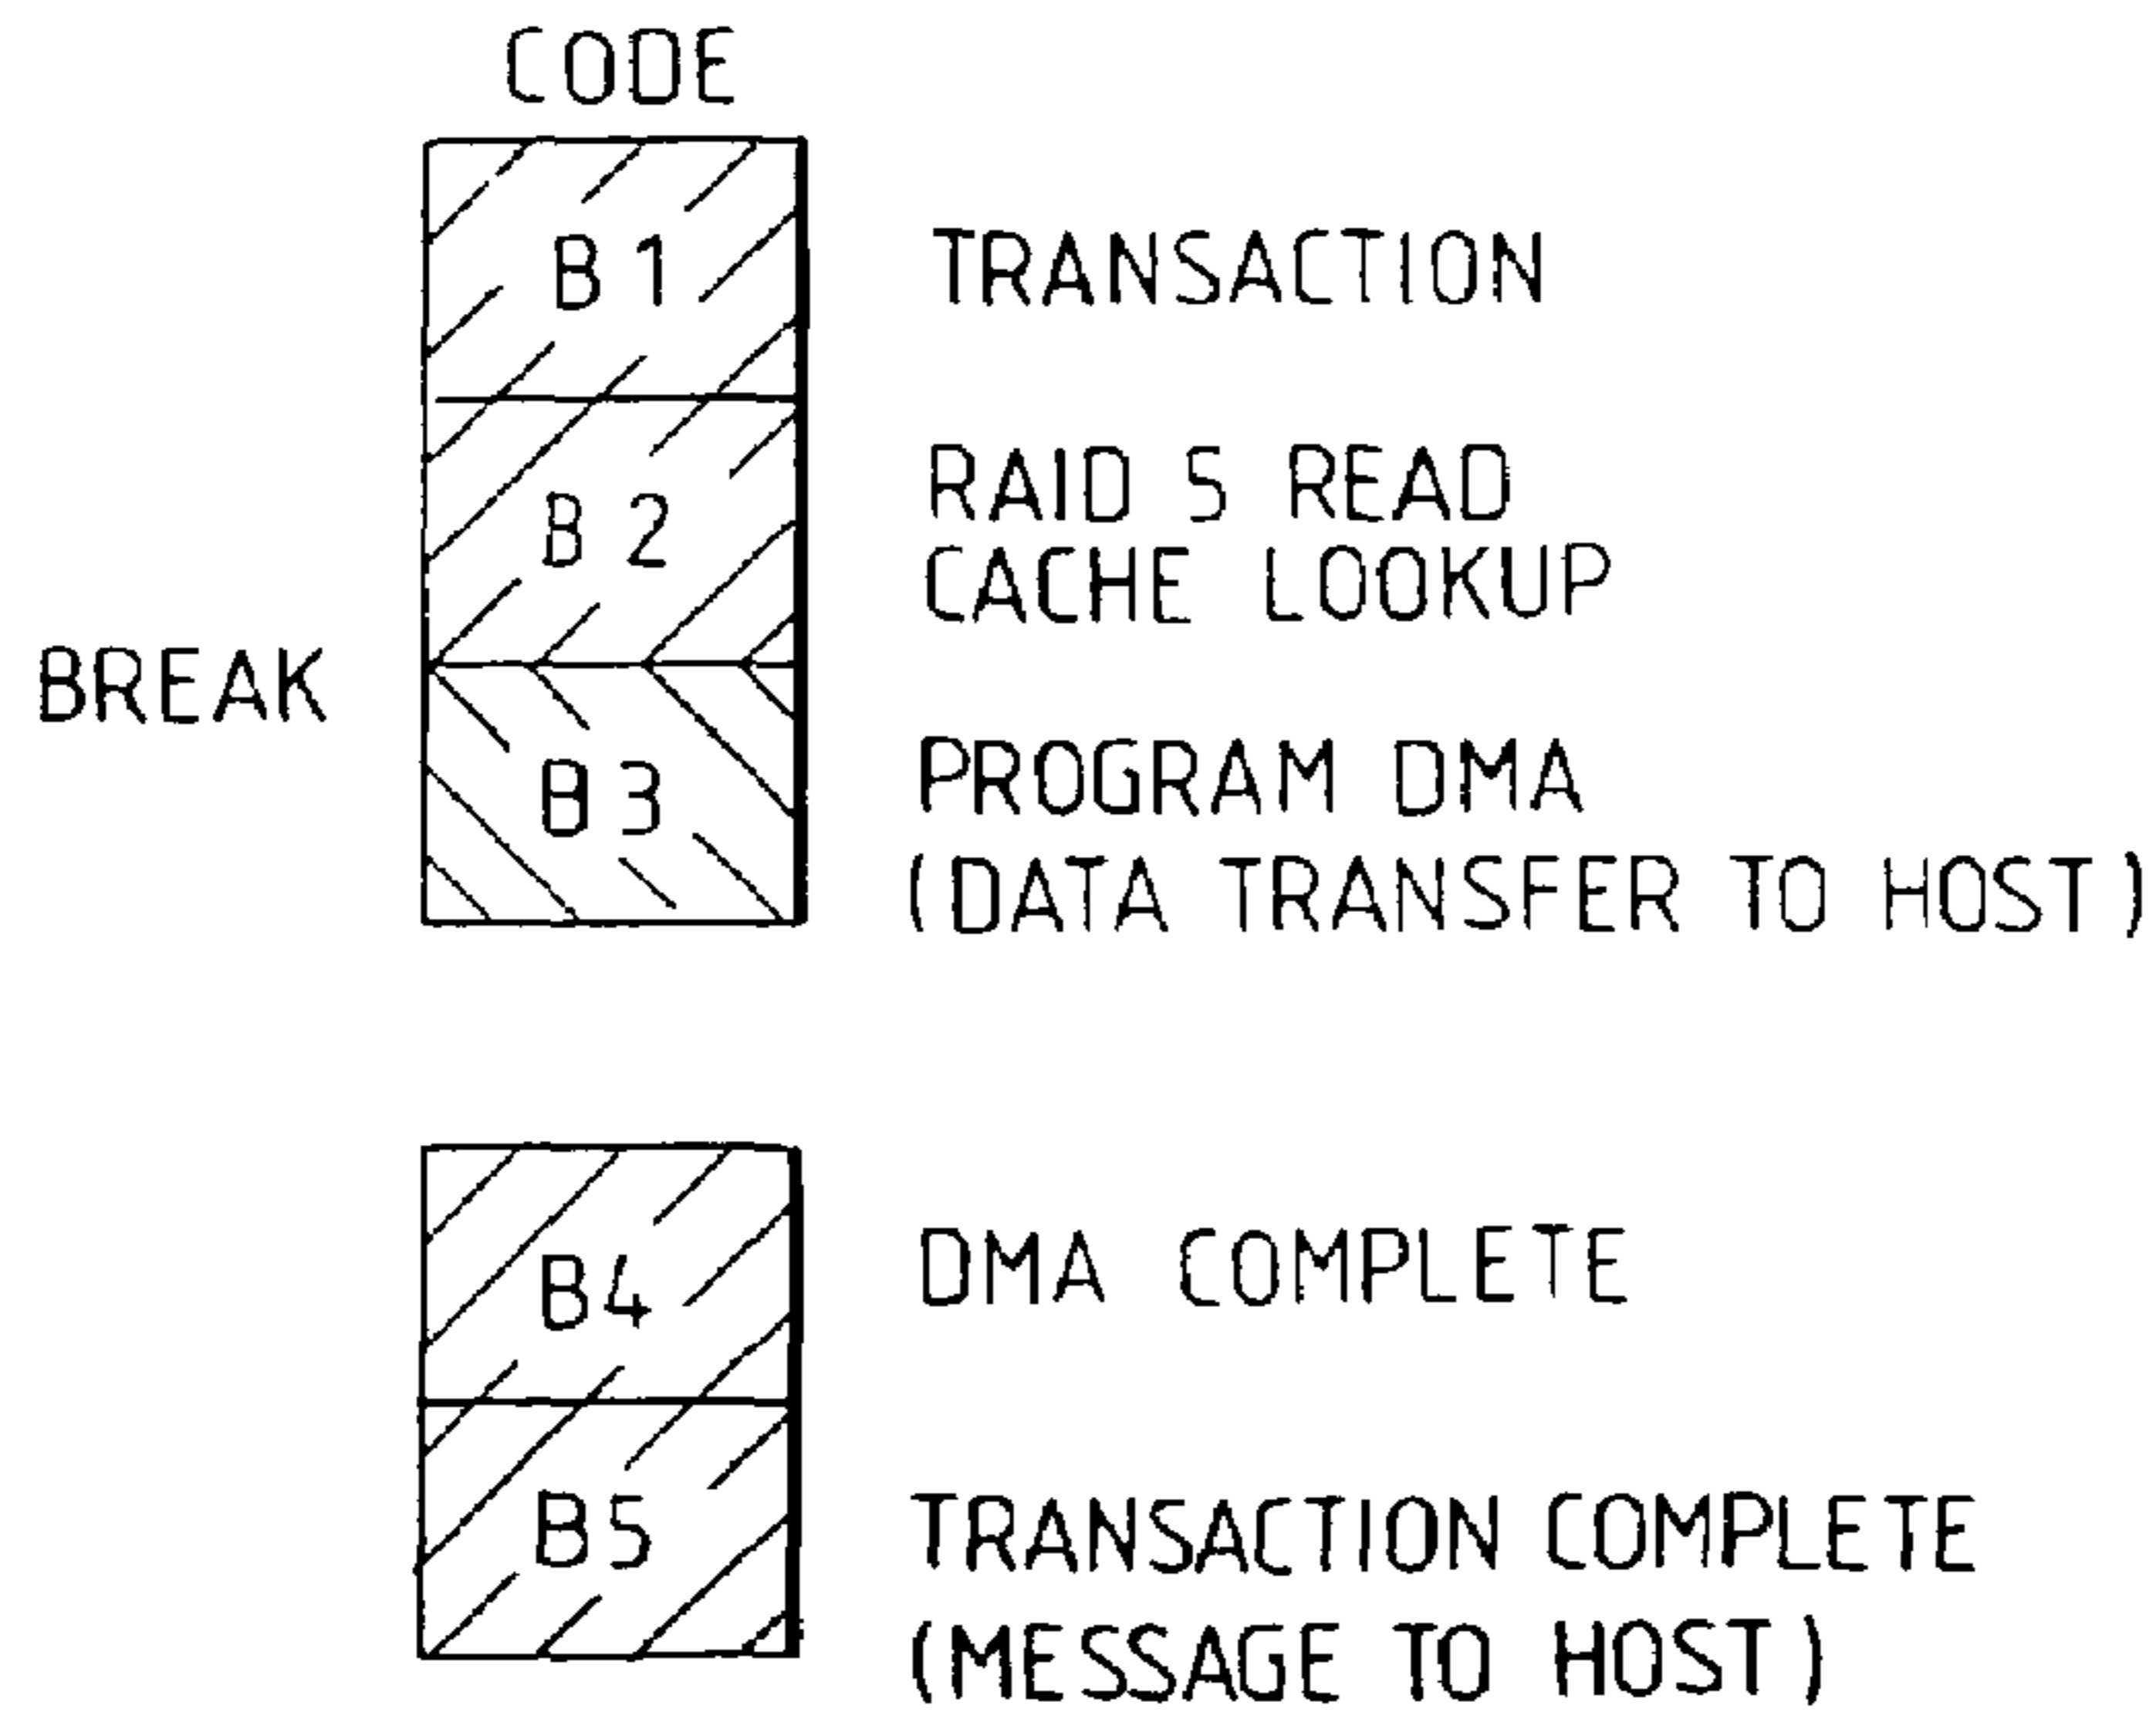 CODE
B1 TRANSACTION
B2 RAID 5 READ
CACHE LOOKUP
BREAK
B3 PROGRAM DMA
(DATA TRANSFER TO HOST)
B4 DMA COMPLETE
B5 TRANSACTION COMPLETE
(MESSAGE TO HOST)